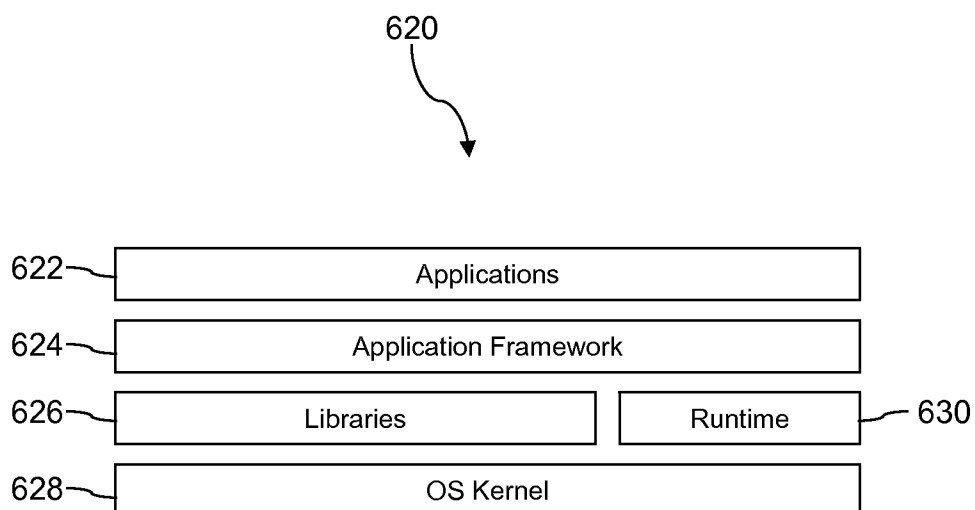 620
622 Applications
624 Application Framework
626 Libraries Runtime 630
628 OS Kernel